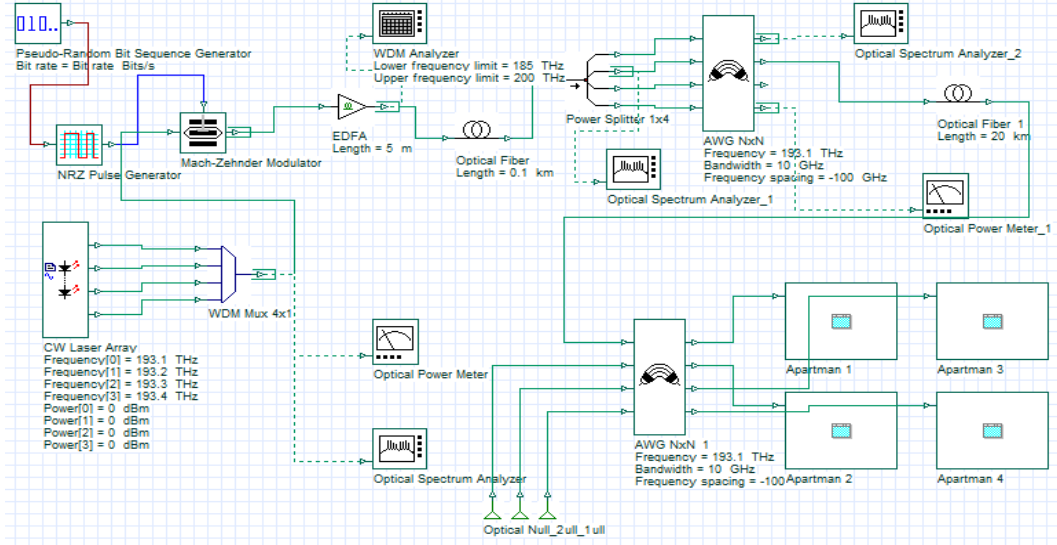 010..
Pseudo-Random Bit Sequence Generator
Bit rate = Bit rate Bits/s
NRZ Pulse Generator
Mach-Zehnder Modulator
WDM Analyzer
Lower frequency limit = 185 THz
Upper frequency limit = 200 THz
EDFA
Length = 5 m
Optical Fiber
Length = 0.1 km
Power Splitter 1x4
Optical Spectrum Analyzer_1
AWG NxN
Frequency = 193.1 THz
Bandwidth = 10 GHz
Frequency spacing = -100 GHz
Optical Spectrum Analyzer_2
Optical Fiber_1
Length = 20 km
Optical Power Meter_1
WDM Mux 4x1
CW Laser Array
Frequency[0] = 193.1 THz
Frequency[1] = 193.2 THz
Frequency[2] = 193.3 THz
Frequency[3] = 193.4 THz
Power[0] = 0 dBm
Power[1] = 0 dBm
Power[2] = 0 dBm
Power[3] = 0 dBm
Optical Power Meter
Optical Spectrum Analyzer
Optical Null_2ull_1ull
AWG NxN_1
Frequency = 193.1 THz
Bandwidth = 10 GHz
Frequency spacing = -100
Apartman 1
Apartman 3
Apartman 2
Apartman 4